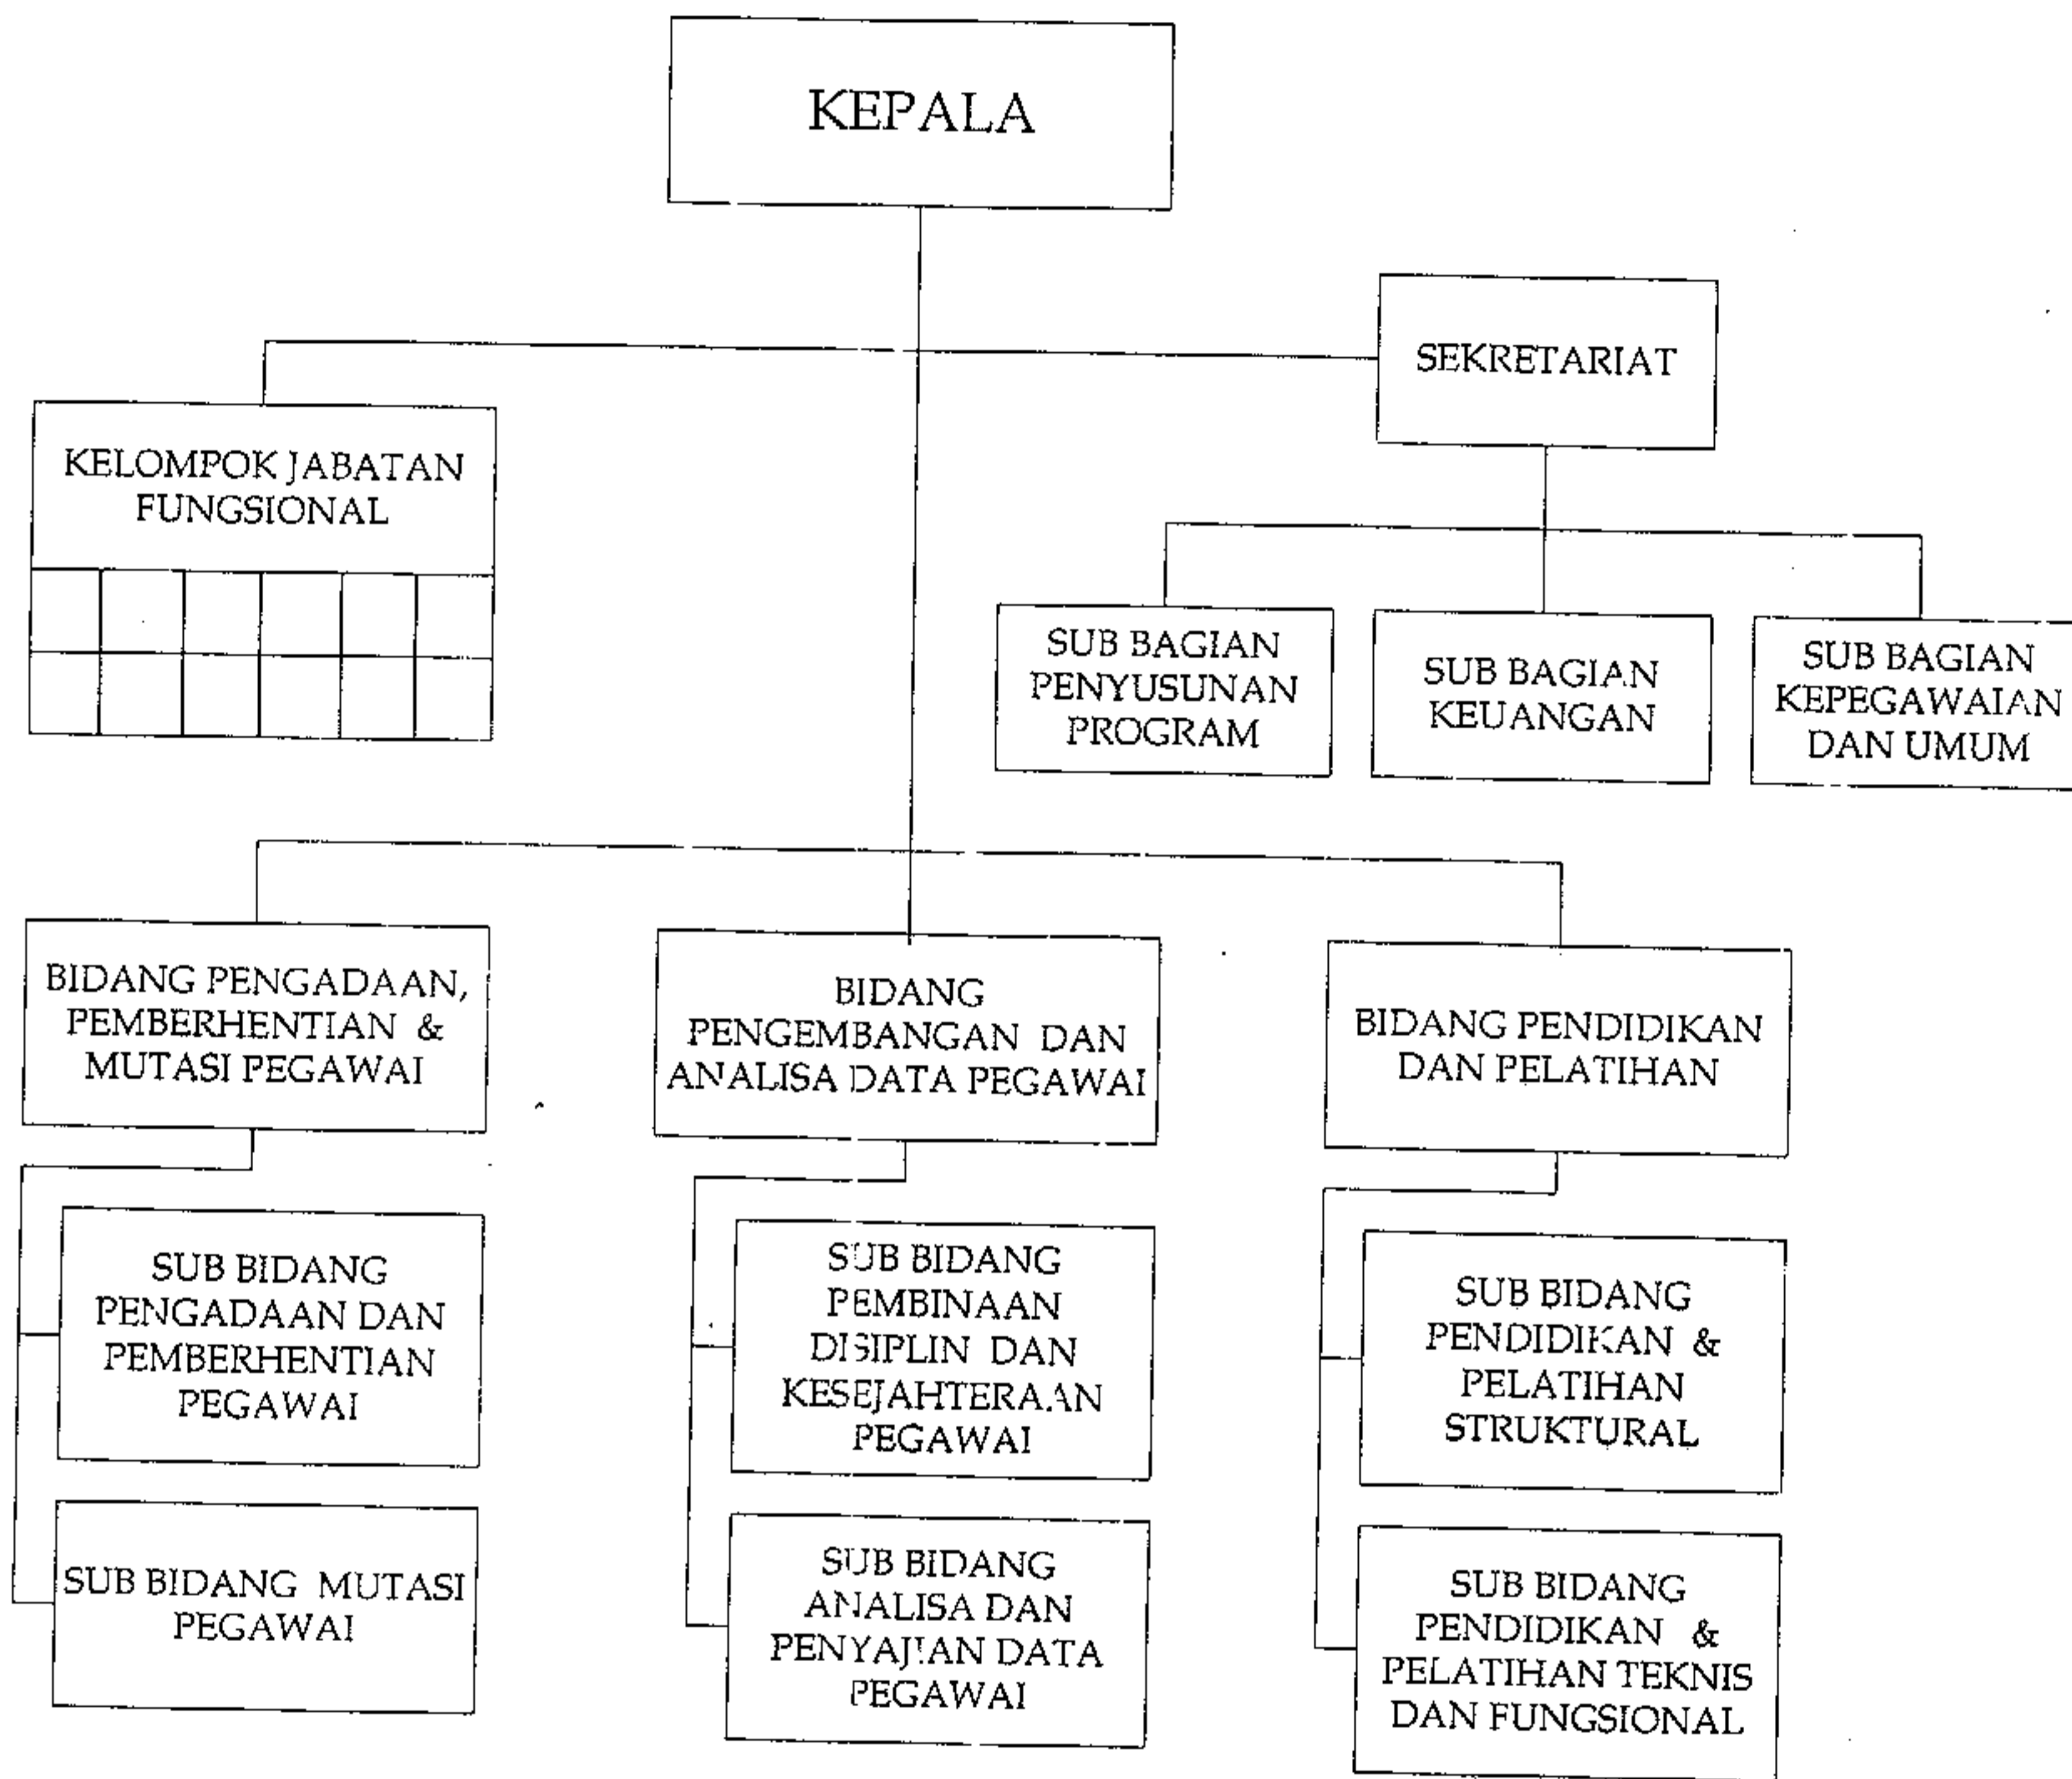 KEPALA
SEKRETARIAT
KELOMPOK JABATAN
FUNGSIONAL
SUB BAGIAN
PENYUSUNAN
PROGRAM
SUB BAGIAN
KEUANGAN
SUB BAGIAN
KEPEGAWAIAN
DAN UMUM
BIDANG PENGADAAN,
PEMBERHENTIAN &
MUTASI PEGAWAI
BIDANG
PENGEMBANGAN DAN
ANALISA DATA PEGAWAI
BIDANG PENDIDIKAN
DAN PELATIHAN
SUB BIDANG
PENGADAAN DAN
PEMBERHENTIAN
PEGAWAI
SUB BIDANG
PEMBINAAN
DISIPLIN DAN
KESEJAHTERAAN
PEGAWAI
SUB BIDANG
PENDIDIKAN &
PELATIHAN
STRUKTURAL
SUB BIDANG MUTASI
PEGAWAI
SUB BIDANG
ANALISA DAN
PENYAJIAN DATA
PEGAWAI
SUB BIDANG
PENDIDIKAN &
PELATIHAN TEKNIS
DAN FUNGSIONAL